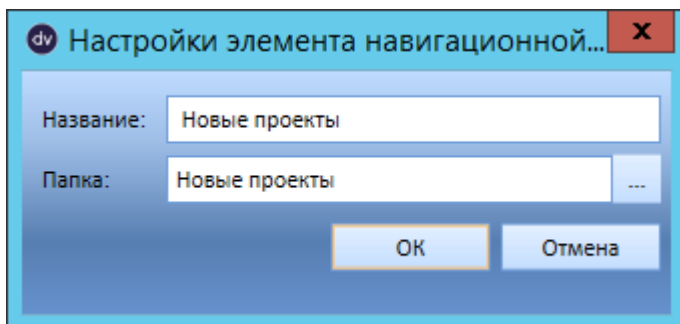 dv Настройки элемента навигационной... x
Название: Новые проекты
Папка: Новые проекты ...
ОК Отмена